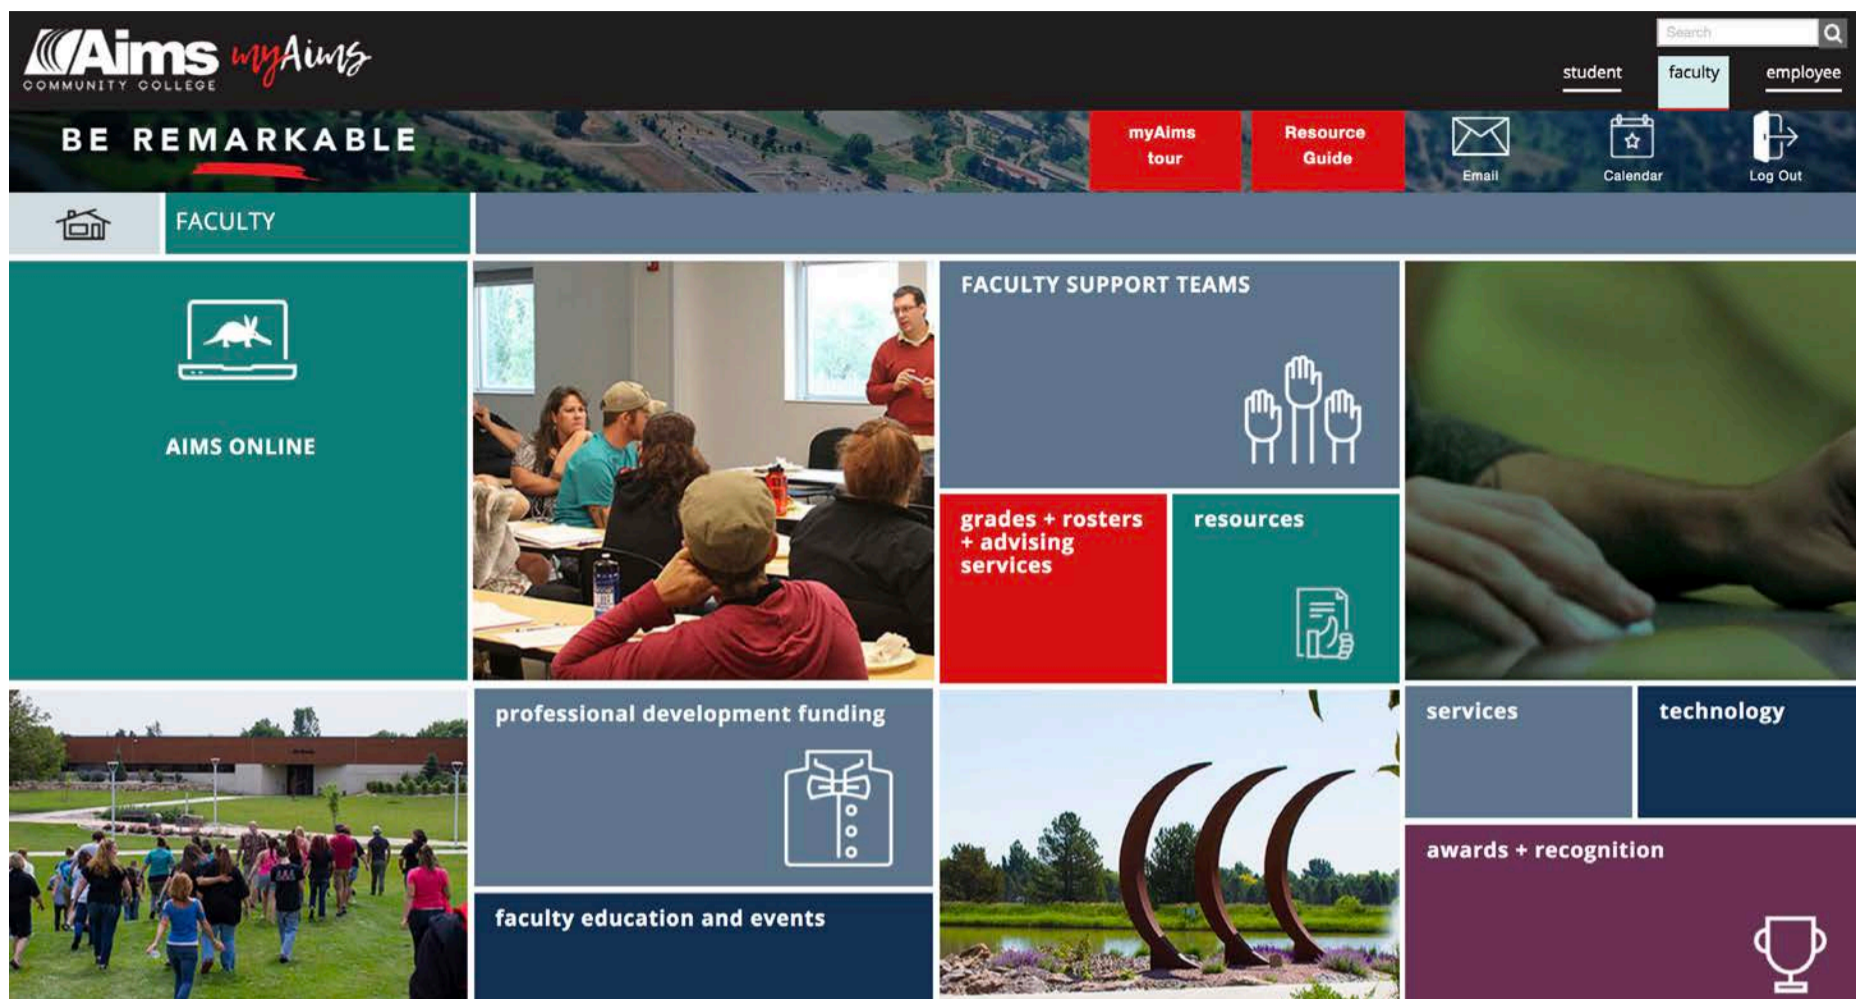 Aims myAims
COMMUNITY COLLEGE
Search
student faculty employee
BE REMARKABLE
myAims
tour
Resource
Guide
Email
Calendar
Log Out
FACULTY
AIMS ONLINE
FACULTY SUPPORT TEAMS
grades + rosters
+ advising
services
resources
professional development funding
services
technology
faculty education and events
awards + recognition